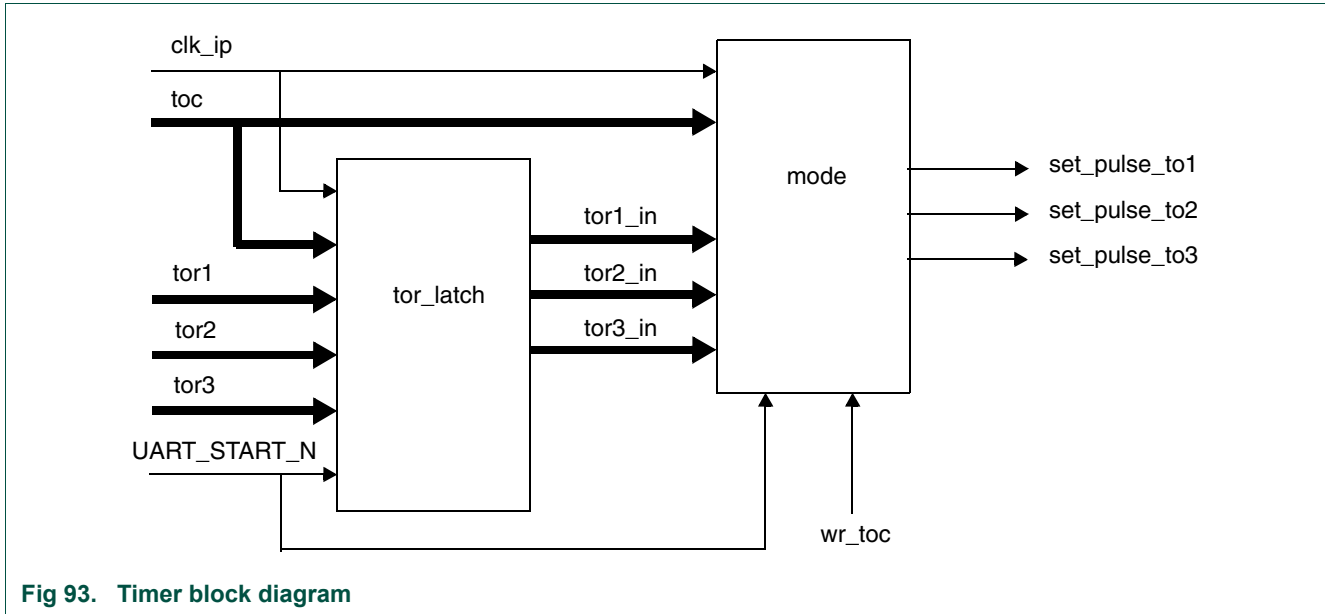 clk_ip
toc
mode
set_pulse_to1
set_pulse_to2
set_pulse_to3
tor1_in
tor2_in
tor3_in
tor_latch
tor1
tor2
tor3
UART_START_N
wr_toc
Fig 93. Timer block diagram